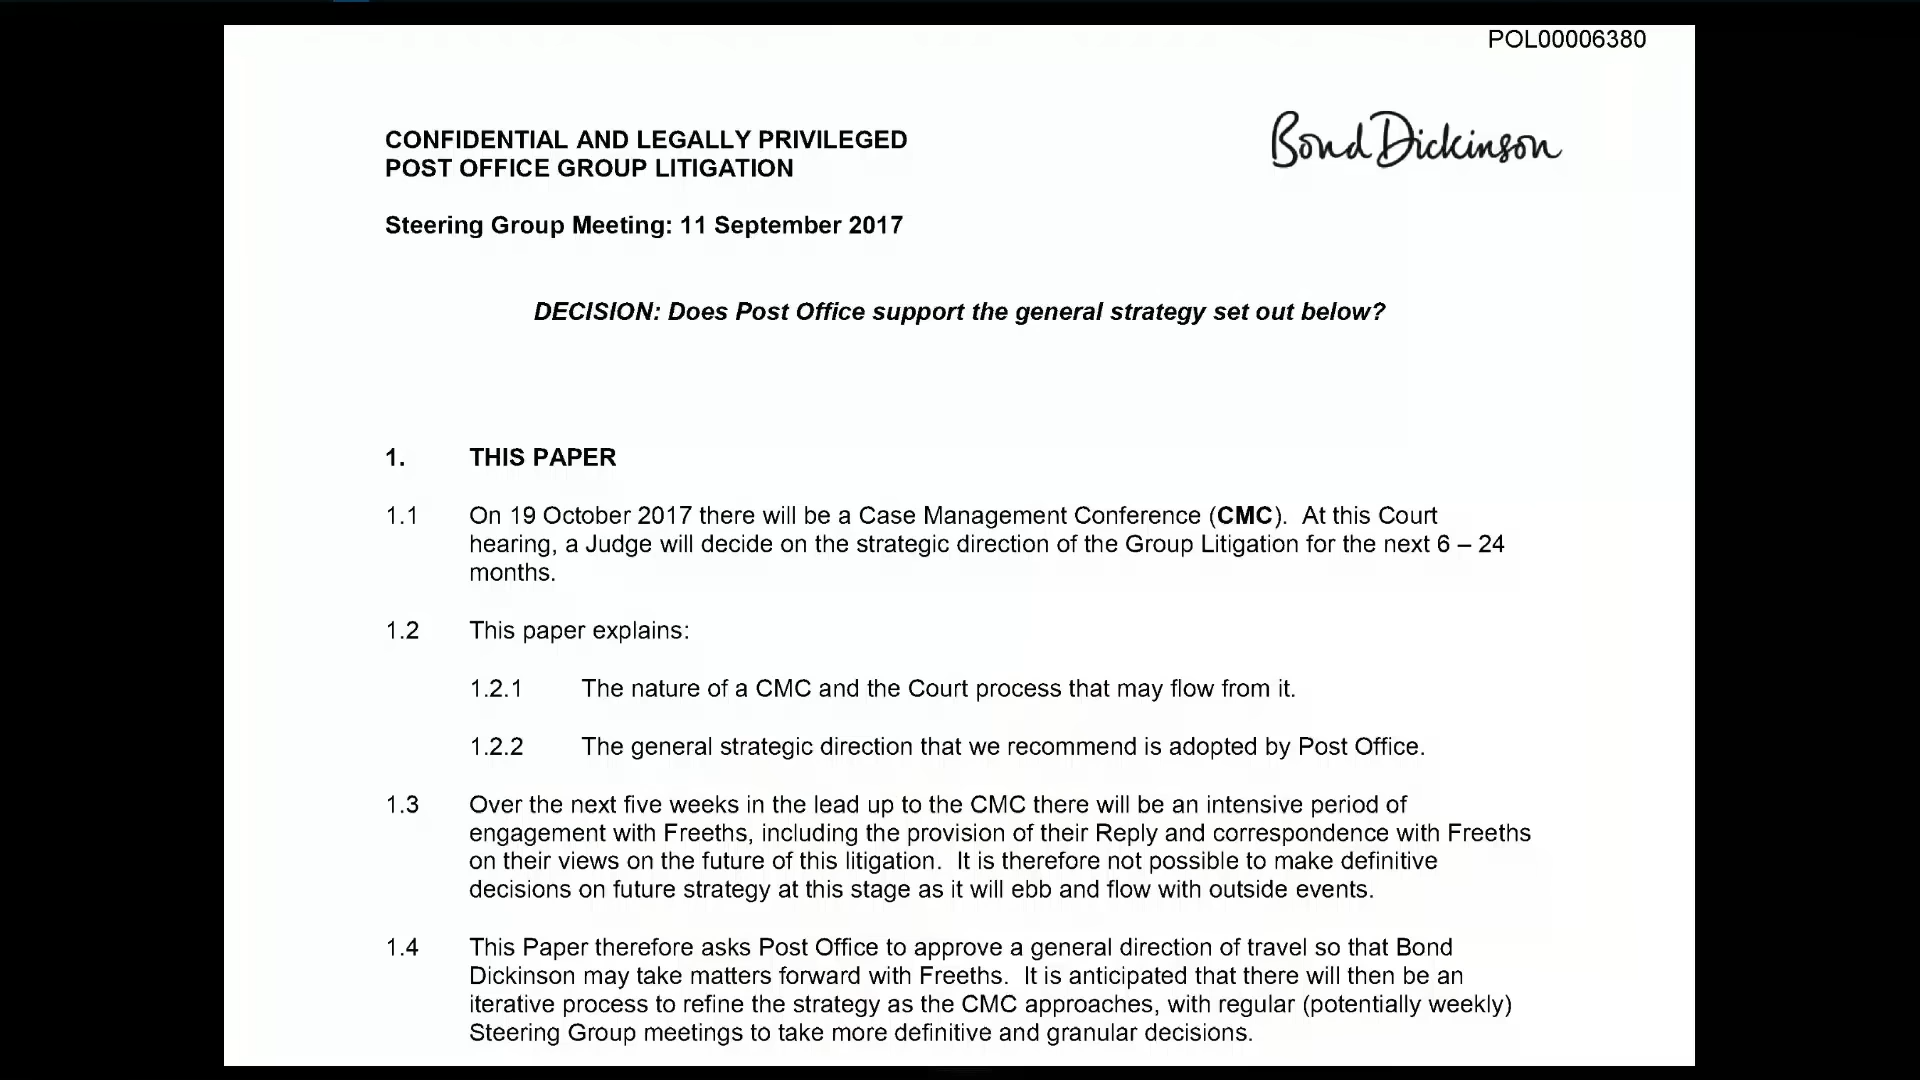 POL00006380
CONFIDENTIAL AND LEGALLY PRIVILEGED
POST OFFICE GROUP LITIGATION
Bond Dickinson
Steering Group Meeting: 11 September 2017
DECISION: Does Post Office support the general strategy set out below?
1. THIS PAPER
1.1 On 19 October 2017 there will be a Case Management Conference (CMC). At this Court
hearing, a Judge will decide on the strategic direction of the Group Litigation for the next 6 – 24
months.
1.2 This paper explains:
1.2.1 The nature of a CMC and the Court process that may flow from it.
1.2.2 The general strategic direction that we recommend is adopted by Post Office.
1.3 Over the next five weeks in the lead up to the CMC there will be an intensive period of
engagement with Freeths, including the provision of their Reply and correspondence with Freeths
on their views on the future of this litigation. It is therefore not possible to make definitive
decisions on future strategy at this stage as it will ebb and flow with outside events.
1.4 This Paper therefore asks Post Office to approve a general direction of travel so that Bond
Dickinson may take matters forward with Freeths. It is anticipated that there will then be an
iterative process to refine the strategy as the CMC approaches, with regular (potentially weekly)
Steering Group meetings to take more definitive and granular decisions.